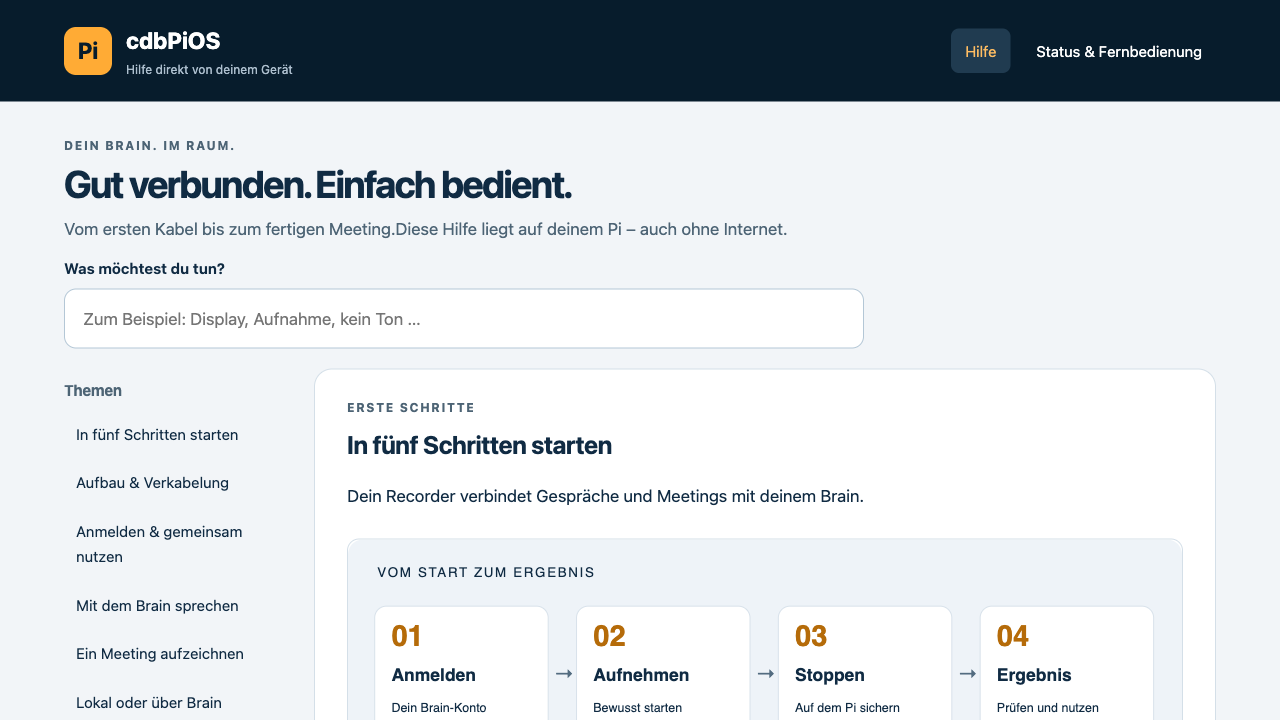 Pi
cdbPiOS
Hilfe direkt von deinem Gerät
Hilfe
Status & Fernbedienung
DEIN BRAIN. IM RAUM.
Gut verbunden. Einfach bedient.
Vom ersten Kabel bis zum fertigen Meeting.Diese Hilfe liegt auf deinem Pi – auch ohne Internet.
Was möchtest du tun?
Zum Beispiel: Display, Aufnahme, kein Ton ...
Themen
In fünf Schritten starten
Aufbau & Verkabelung
Anmelden & gemeinsam
nutzen
Mit dem Brain sprechen
Ein Meeting aufzeichnen
Lokal oder über Brain
ERSTE SCHRITTE
In fünf Schritten starten
Dein Recorder verbindet Gespräche und Meetings mit deinem Brain.
VOM START ZUM ERGEBNIS
01
Anmelden
Dein Brain-Konto
→
02
Aufnehmen
Bewusst starten
→
03
Stoppen
Auf dem Pi sichern
→
04
Ergebnis
Prüfen und nutzen